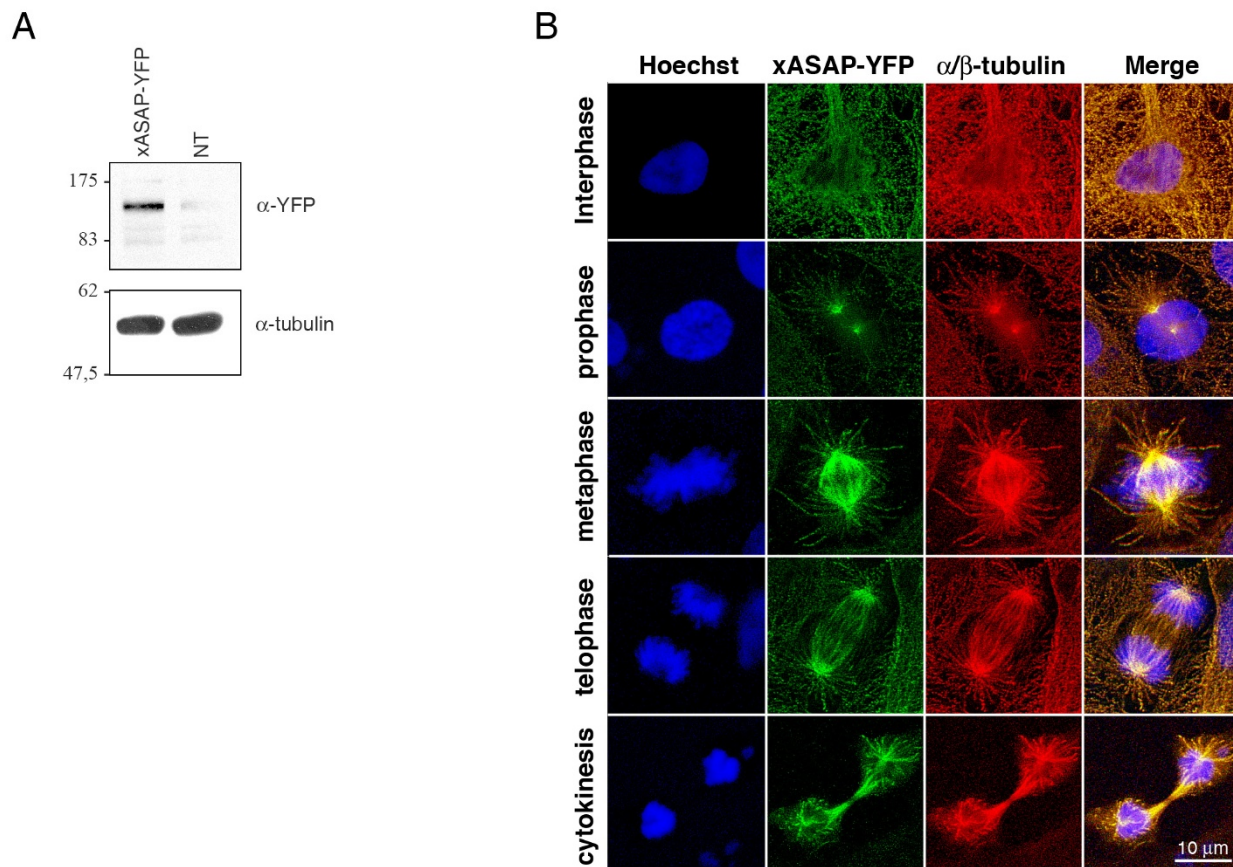 A
xASAP-YFP
NT
175
83
α-YFP
62
47,5
α-tubulin
B
Hoechst xASAP-YFP α/β-tubulin Merge
Interphase
prophase
metaphase
telophase
cytokinesis
10 µm